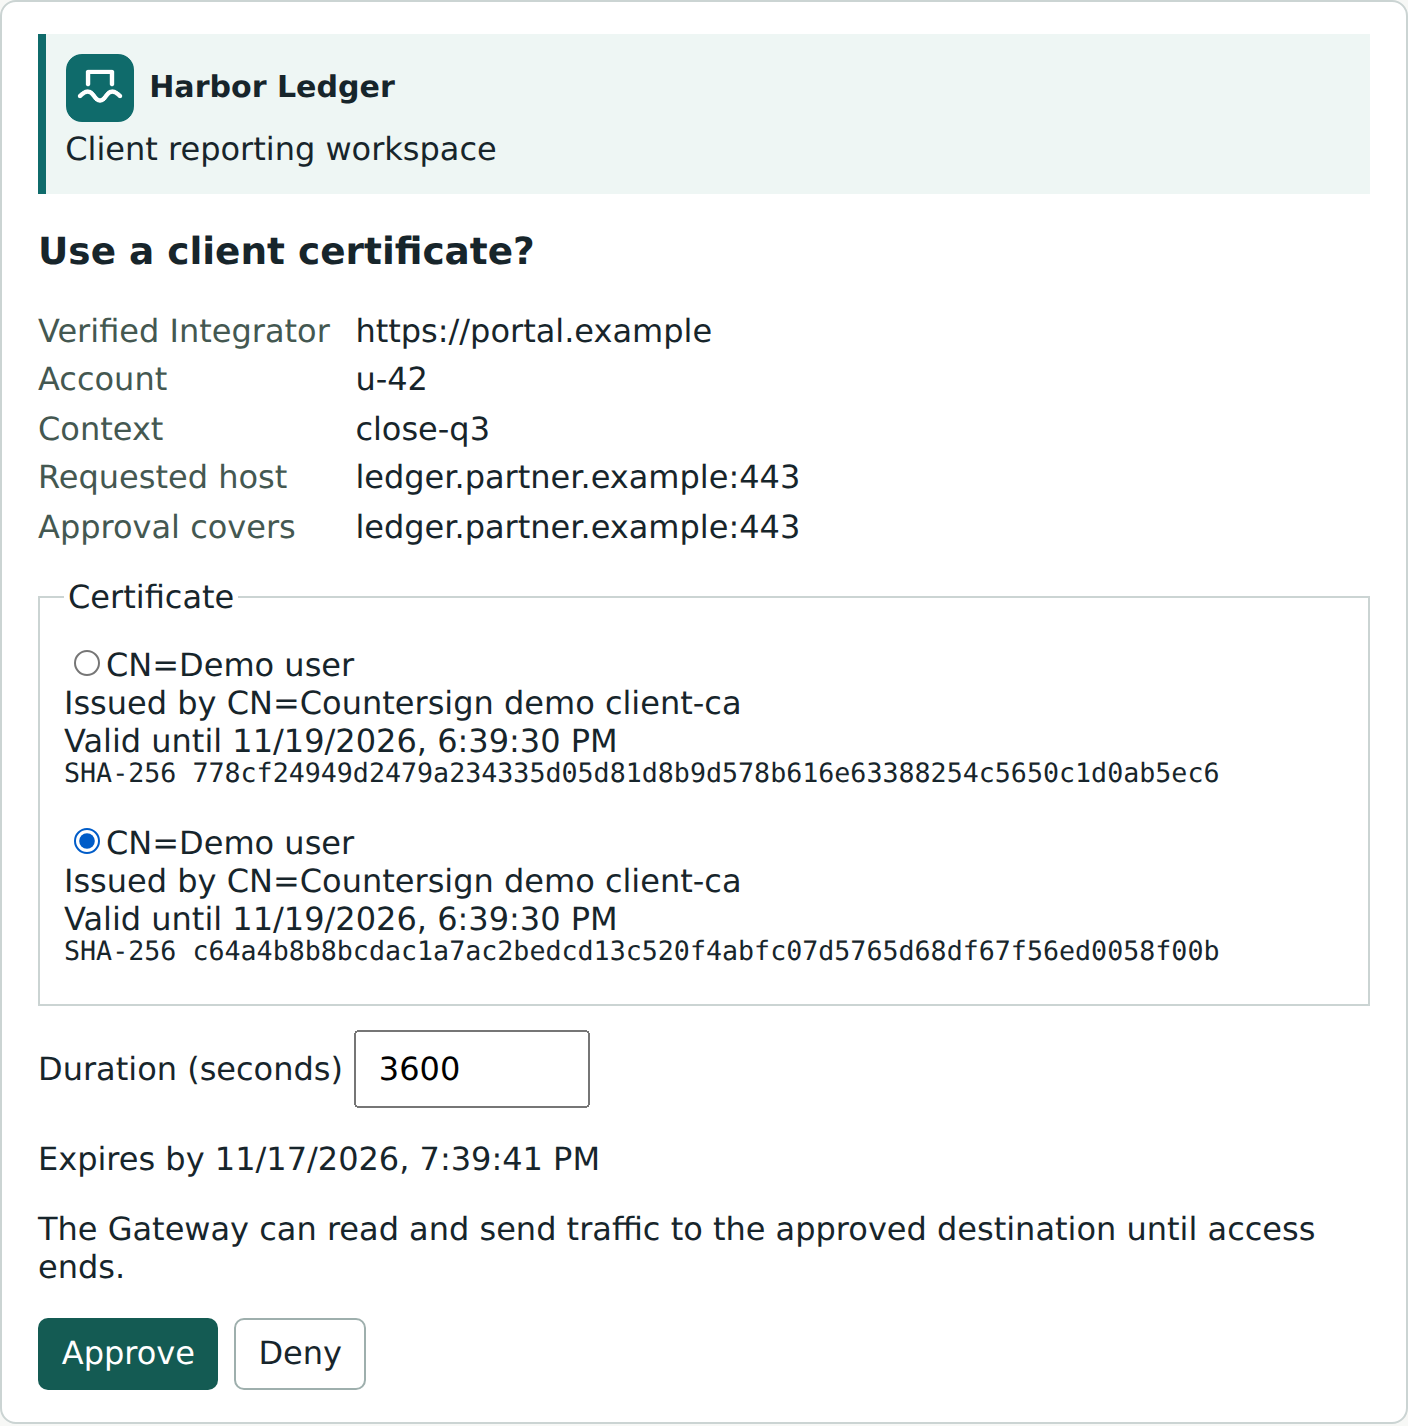 Harbor Ledger
Client reporting workspace
Use a client certificate?
Verified Integrator https://portal.example
Account u-42
Context close-q3
Requested host ledger.partner.example:443
Approval covers ledger.partner.example:443
Certificate
CN=Demo user
Issued by CN=Countersign demo client-ca
Valid until 11/19/2026, 6:39:30 PM
SHA-256 778cf24949d2479a234335d05d81d8b9d578b616e63388254c5650c1d0ab5ec6
CN=Demo user
Issued by CN=Countersign demo client-ca
Valid until 11/19/2026, 6:39:30 PM
SHA-256 c64a4b8b8bcdac1a7ac2bedcd13c520f4abfc07d5765d68df67f56ed0058f00b
Duration (seconds) 3600
Expires by 11/17/2026, 7:39:41 PM
The Gateway can read and send traffic to the approved destination until access
ends.
Approve Deny